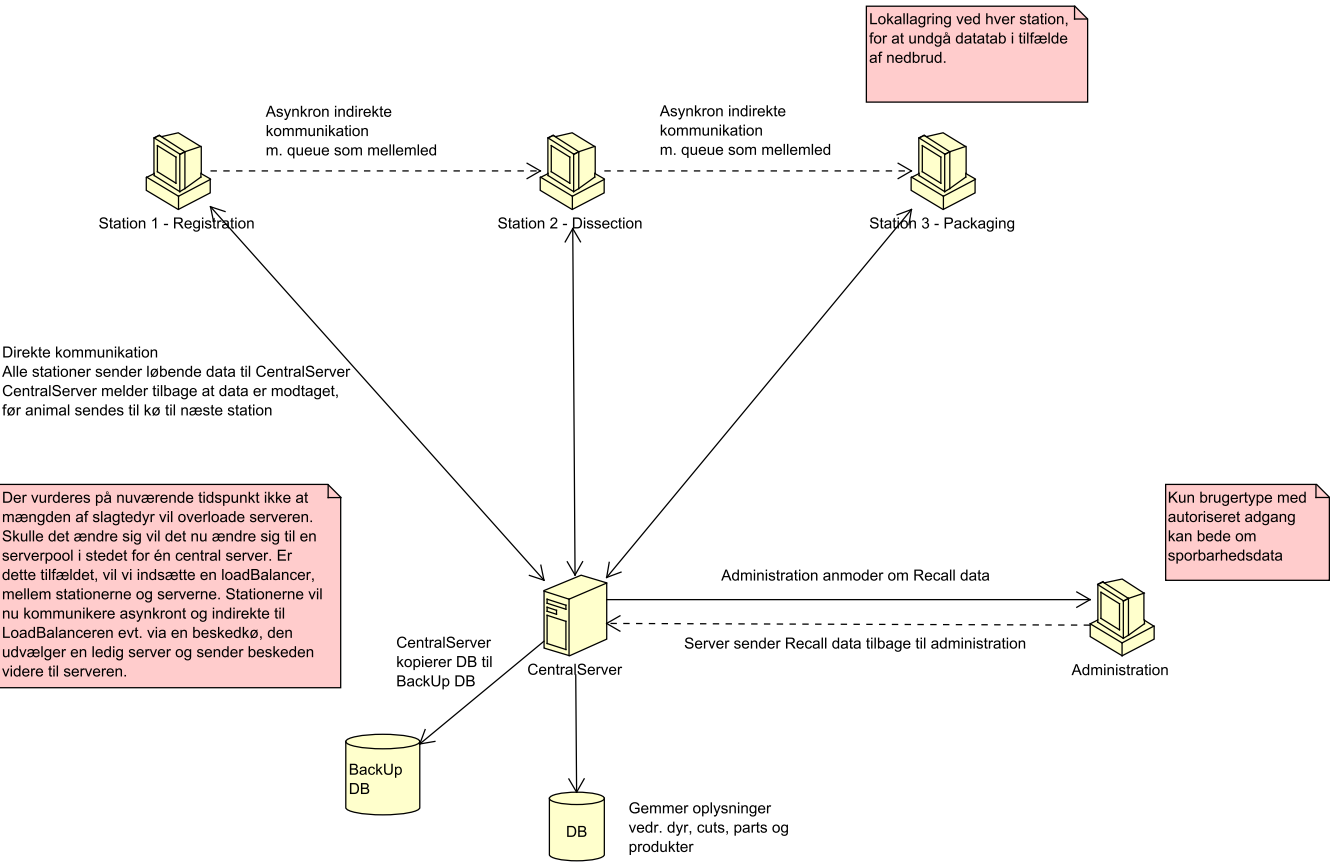 Lokallagring ved hver station,
for at undgå datatab i tilfælde
af nedbrud.
Asynkron indirekte
kommunikation
m. queue som mellemled
Asynkron indirekte
kommunikation
m. queue som mellemled
Station 1 - Registration
Station 2 - Dissection
Station 3 - Packaging
Direkte kommunikation
Alle stationer sender løbende data til CentralServer
CentralServer melder tilbage at data er modtaget,
før animal sendes til kø til næste station
Der vurderes på nuværende tidspunkt ikke at
mængden af slagtedyr vil overloade serveren.
Skulle det ændre sig vil det nu ændre sig til en
serverpool i stedet for én central server. Er
dette tilfældet, vil vi indsætte en loadBalancer,
mellem stationerne og serverne. Stationerne vil
nu kommunikere asynkront og indirekte til
LoadBalanceren evt. via en beskedkø, den
udvælger en ledig server og sender beskeden
videre til serveren.
Kun brugertype med
autoriseret adgang
kan bede om
sporbarhedsdata
Administration anmoder om Recall data
Server sender Recall data tilbage til administration
CentralServer
kopierer DB til
BackUp DB
CentralServer
Administration
BackUp
DB
DB
Gemmer oplysninger
vedr. dyr, cuts, parts og
produkter